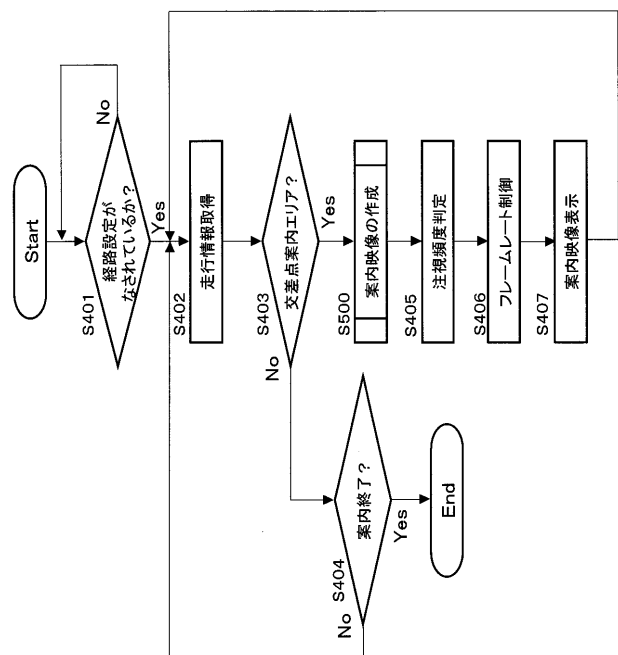 Start
S401
経路設定が
なされているか?
No
Yes
S402
走行情報取得
S403
交差点案内エリア?
No
Yes
S500
案内映像の作成
S405
注視頻度判定
S406
フレームレート制御
S407
案内映像表示
S404
案内終了?
No
Yes
End